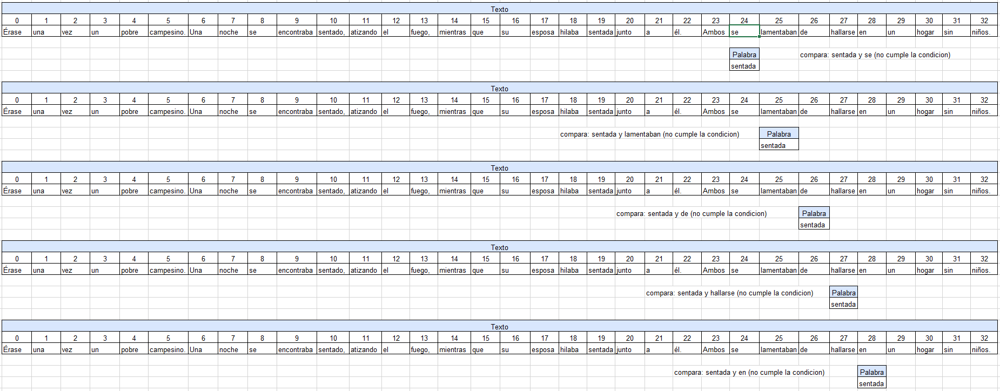 Texto
0 1 2 3 4 5 6 7 8 9 10 11 12 13 14 15 16 17 18 19 20 21 22 23 24 25 26 27 28 29 30 31 32
Érase una vez un pobre campesino. Una noche se encontraba sentado, atizando el fuego, mientras que su esposa hilaba sentada junto a él. Ambos se lamentaban de hallarse en un hogar sin niños.
Palabra compara: sentada y se (no cumple la condicion)
sentada
Texto
0 1 2 3 4 5 6 7 8 9 10 11 12 13 14 15 16 17 18 19 20 21 22 23 24 25 26 27 28 29 30 31 32
Érase una vez un pobre campesino. Una noche se encontraba sentado, atizando el fuego, mientras que su esposa hilaba sentada junto a él. Ambos se lamentaban de hallarse en un hogar sin niños.
compara: sentada y lamentaban (no cumple la condicion) Palabra
sentada
Texto
0 1 2 3 4 5 6 7 8 9 10 11 12 13 14 15 16 17 18 19 20 21 22 23 24 25 26 27 28 29 30 31 32
Érase una vez un pobre campesino. Una noche se encontraba sentado, atizando el fuego, mientras que su esposa hilaba sentada junto a él. Ambos se lamentaban de hallarse en un hogar sin niños.
compara: sentada y de (no cumple la condicion) Palabra
sentada
Texto
0 1 2 3 4 5 6 7 8 9 10 11 12 13 14 15 16 17 18 19 20 21 22 23 24 25 26 27 28 29 30 31 32
Érase una vez un pobre campesino. Una noche se encontraba sentado, atizando el fuego, mientras que su esposa hilaba sentada junto a él. Ambos se lamentaban de hallarse en un hogar sin niños.
compara: sentada y hallarse (no cumple la condicion) Palabra
sentada
Texto
0 1 2 3 4 5 6 7 8 9 10 11 12 13 14 15 16 17 18 19 20 21 22 23 24 25 26 27 28 29 30 31 32
Érase una vez un pobre campesino. Una noche se encontraba sentado, atizando el fuego, mientras que su esposa hilaba sentada junto a él. Ambos se lamentaban de hallarse en un hogar sin niños.
compara: sentada y en (no cumple la condicion) Palabra
sentada